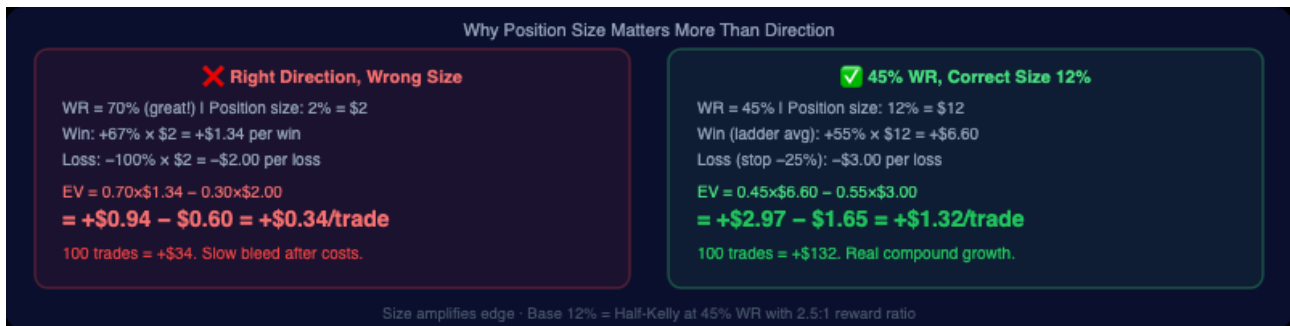 Why Position Size Matters More Than Direction
❌ Right Direction, Wrong Size
WR = 70% (great!) | Position size: 2% = $2
Win: +67% × $2 = +$1.34 per win
Loss: −100% × $2 = −$2.00 per loss
EV = 0.70×$1.34 − 0.30×$2.00
= +$0.94 − $0.60 = +$0.34/trade
100 trades = +$34. Slow bleed after costs.
✅ 45% WR, Correct Size 12%
WR = 45% | Position size: 12% = $12
Win (ladder avg): +55% × $12 = +$6.60
Loss (stop −25%): −$3.00 per loss
EV = 0.45×$6.60 − 0.55×$3.00
= +$2.97 − $1.65 = +$1.32/trade
100 trades = +$132. Real compound growth.
Size amplifies edge · Base 12% = Half-Kelly at 45% WR with 2.5:1 reward ratio